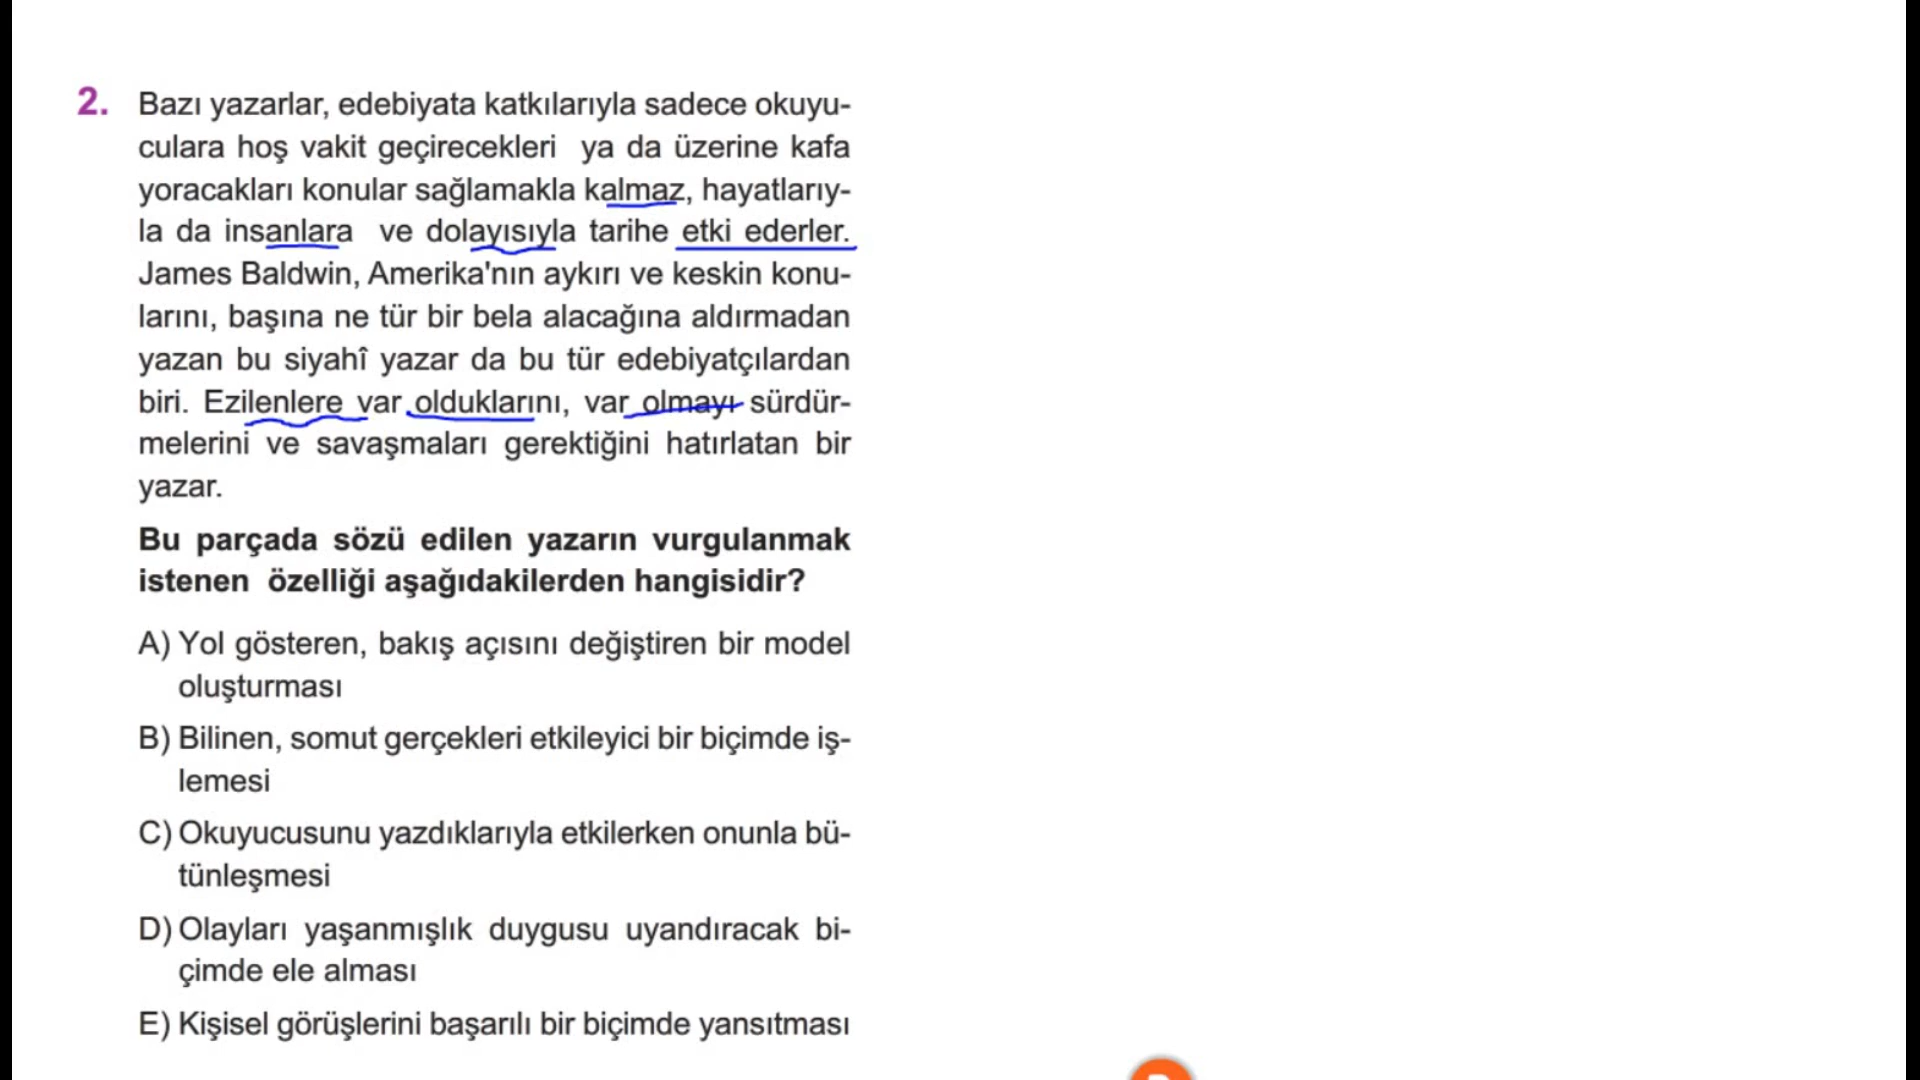 2. Bazı yazarlar, edebiyata katkılarıyla sadece okuyu-
culara hoş vakit geçirecekleri ya da üzerine kafa
yoracakları konular sağlamakla kalmaz, hayatlarıy-
la da insanlara ve dolayısıyla tarihe etki ederler.
James Baldwin, Amerika'nın aykırı ve keskin konu-
larını, başına ne tür bir bela alacağına aldırmadan
yazan bu siyahî yazar da bu tür edebiyatçılardan
biri. Ezilenlere var olduklarını, var olmayı sürdür-
melerini ve savaşmaları gerektiğini hatırlatan bir
yazar.
Bu parçada sözü edilen yazarın vurgulanmak
istenen özelliği aşağıdakilerden hangisidir?
A) Yol gösteren, bakış açısını değiştiren bir model
oluşturması
B) Bilinen, somut gerçekleri etkileyici bir biçimde iş-
lemesi
C) Okuyucusunu yazdıklarıyla etkilerken onunla bü-
tünleşmesi
D) Olayları yaşanmışlık duygusu uyandıracak bi-
çimde ele alması
E) Kişisel görüşlerini başarılı bir biçimde yansıtması